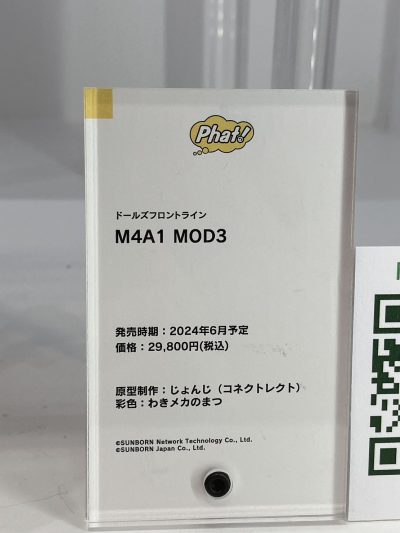 Phat!
ドールズフロントライン
M4A1 MOD3
発売時期：2024年6月予定
価格：29,800円(税込)
原型制作：じょんじ（コネクトレクト）
彩色：わきメカのまつ
©SUNBORN Network Technology Co., Ltd.
©SUNBORN Japan Co., Ltd.